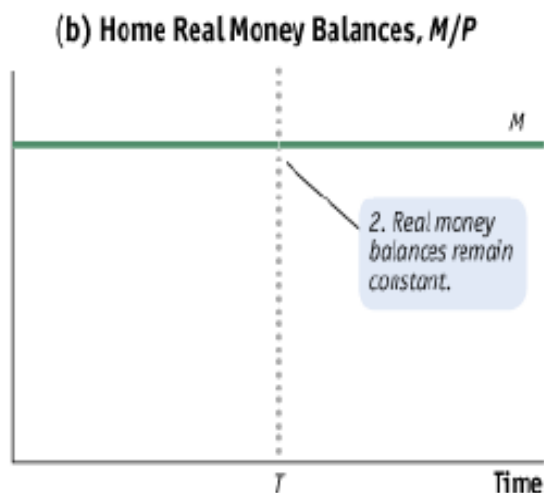 (b) Home Real Money Balances, M/P
M
2. Real money
balances remain
constant.
T
Time